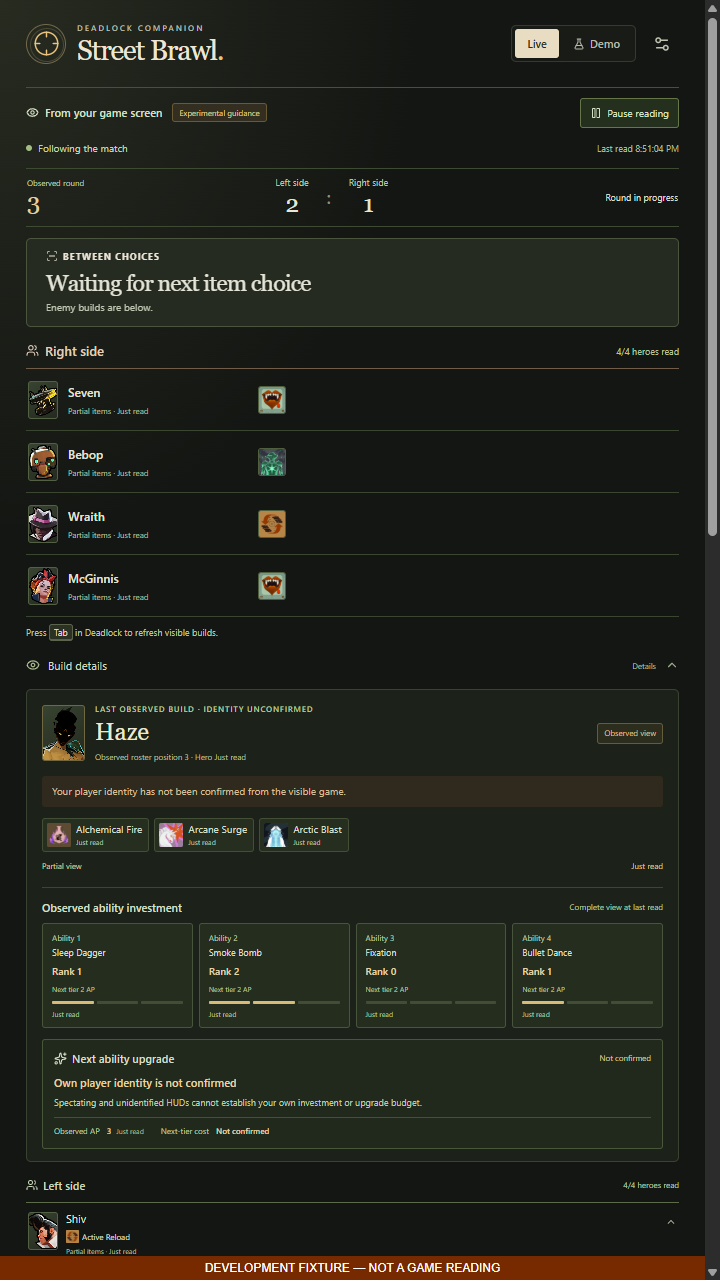 DEADLOCK COMPANION
Street Brawl.
Live
Demo
From your game screen
Experimental guidance
Pause reading
Following the match
Last read 8:51:04 PM
Observed round
3
Left side
2
:
Right side
1
Round in progress
BETWEEN CHOICES
Waiting for next item choice
Enemy builds are below.
Right side
4/4 heroes read
Seven
Partial items · Just read
Bebop
Partial items · Just read
Wraith
Partial items · Just read
McGinnis
Partial items · Just read
Press Tab in Deadlock to refresh visible builds.
Build details
Details
LAST OBSERVED BUILD · IDENTITY UNCONFIRMED
Haze
Observed roster position 3 · Hero Just read
Observed view
Your player identity has not been confirmed from the visible game.
Alchemical Fire
Just read
Arcane Surge
Just read
Arctic Blast
Just read
Partial view
Just read
Observed ability investment
Complete view at last read
Ability 1
Sleep Dagger
Rank 1
Next tier 2 AP
Just read
Ability 2
Smoke Bomb
Rank 2
Next tier 2 AP
Just read
Ability 3
Fixation
Rank 0
Next tier 2 AP
Just read
Ability 4
Bullet Dance
Rank 1
Next tier 2 AP
Just read
Next ability upgrade
Not confirmed
Own player identity is not confirmed
Spectating and unidentified HUDs cannot establish your own investment or upgrade budget.
Observed AP 3 Just read
Next-tier cost Not confirmed
Left side
4/4 heroes read
Shiv
Active Reload
Partial items · Just read
DEVELOPMENT FIXTURE — NOT A GAME READING